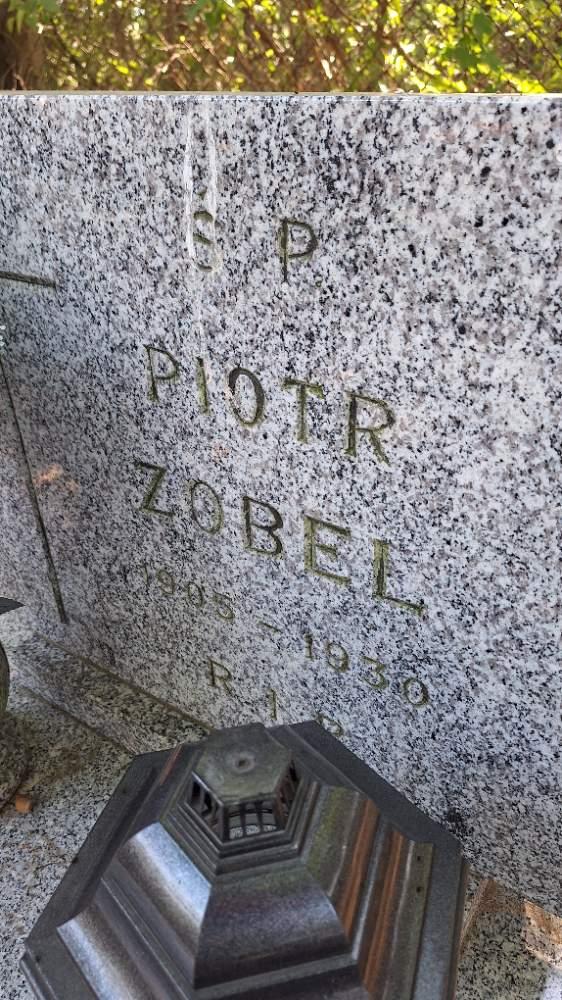 Ś P.
PIOTR
ZOBEL
1905 - 1930
R I P